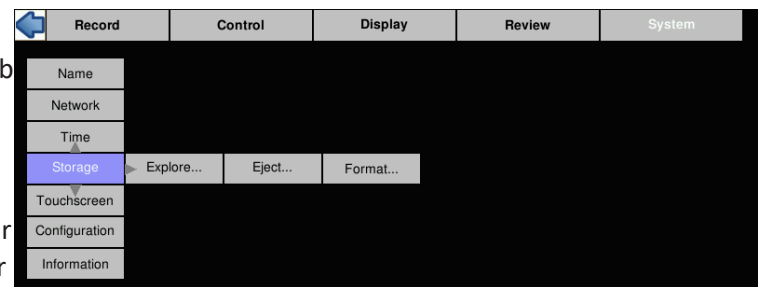 Record Control Display Review System
b
Name
Network
Time
Storage Explore... Eject... Format...
Touchscreen
r
Configuration
r
Information